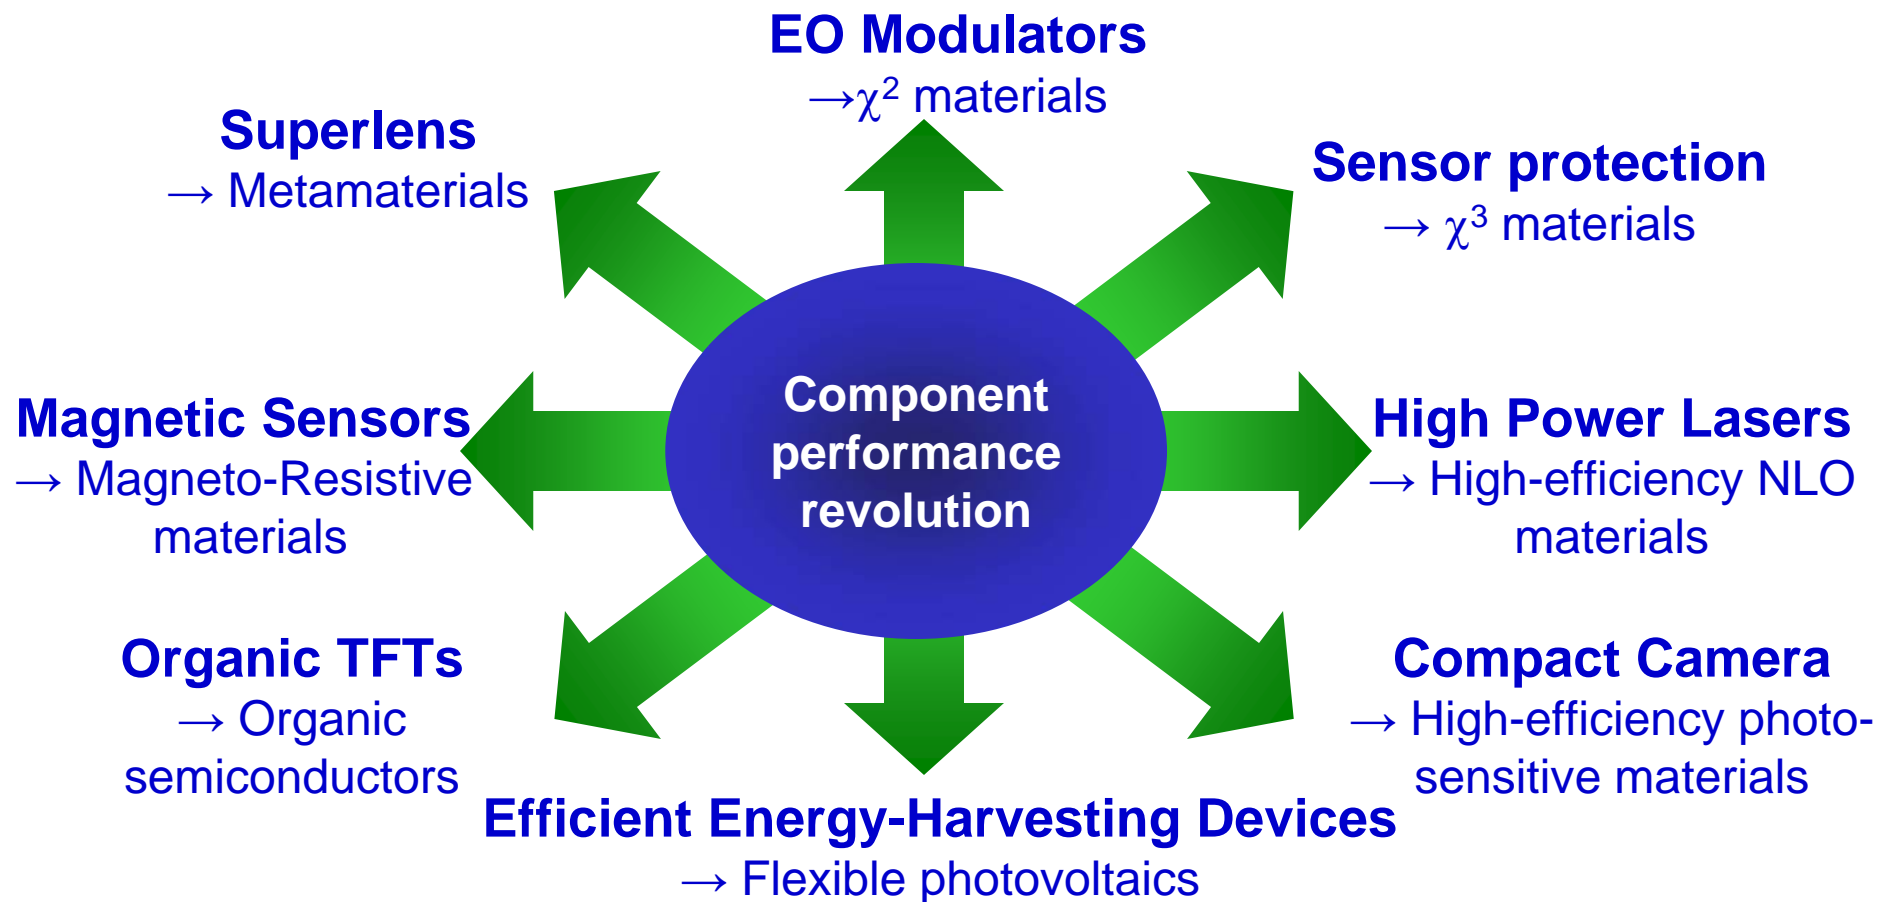 EO Modulators
→χ² materials
Superlens
→ Metamaterials
Sensor protection
→ χ³ materials
Magnetic Sensors
→ Magneto-Resistive
materials
Component
performance
revolution
High Power Lasers
→ High-efficiency NLO
materials
Organic TFTs
→ Organic
semiconductors
Compact Camera
→ High-efficiency photo-
sensitive materials
Efficient Energy-Harvesting Devices
→ Flexible photovoltaics